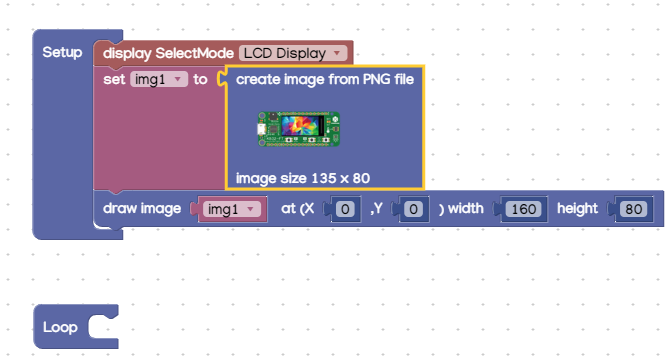 Setup
display SelectMode LCD Display
set img1 to create image from PNG file
image size 135 x 80
draw image img1 at (X 0 ,Y 0 ) width 160 height 80
Loop